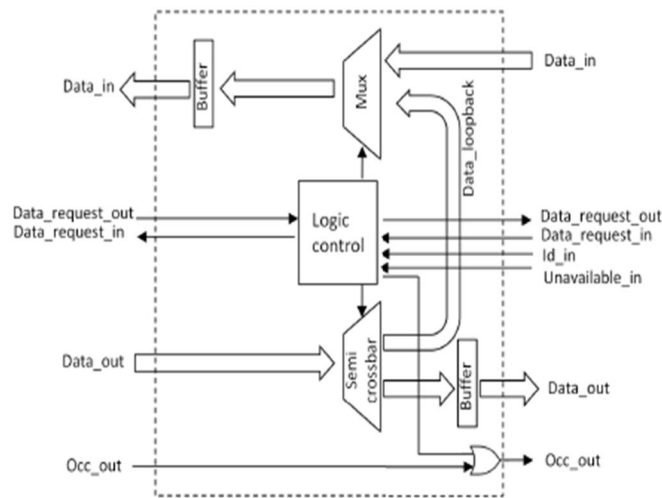 Data_in
Buffer
Mux
Data_in
Data_loopback
Data_request_out
Data_request_in
Logic
control
Data_request_out
Data_request_in
Id_in
Unavailable_in
Data_out
Semi
crossbar
Buffer
Data_out
Occ_out
Occ_out